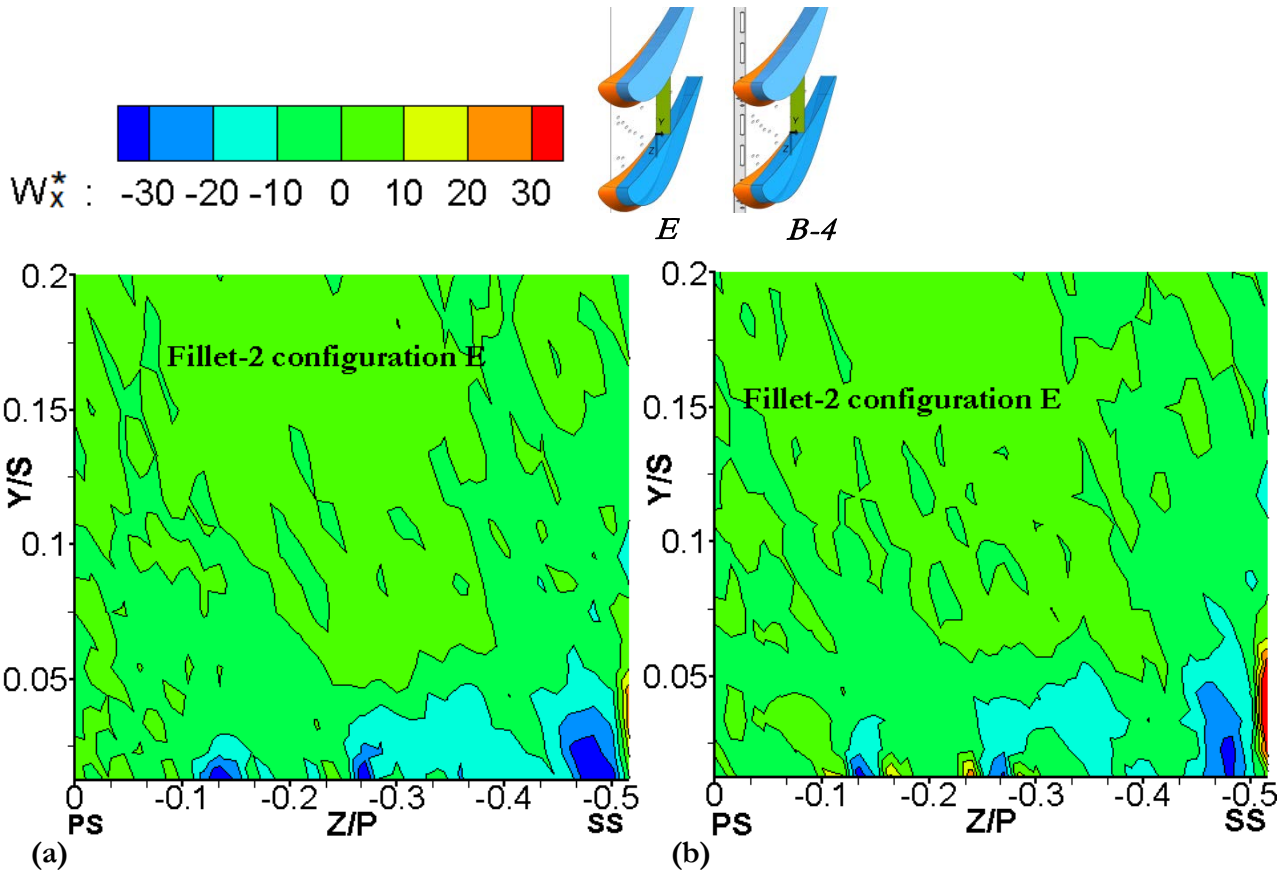 W*x : -30 -20 -10 0 10 20 30
Y
Z
Y
Z
E B-4
0.2
0.15
0.1
0.05
Y/S
Fillet-2 configuration E
0 -0.1 -0.2 -0.3 -0.4 -0.5
PS Z/P SS
(a)
0.2
0.15
0.1
0.05
Y/S
Fillet-2 configuration E
0 -0.1 -0.2 -0.3 -0.4 -0.5
PS Z/P SS
(b)